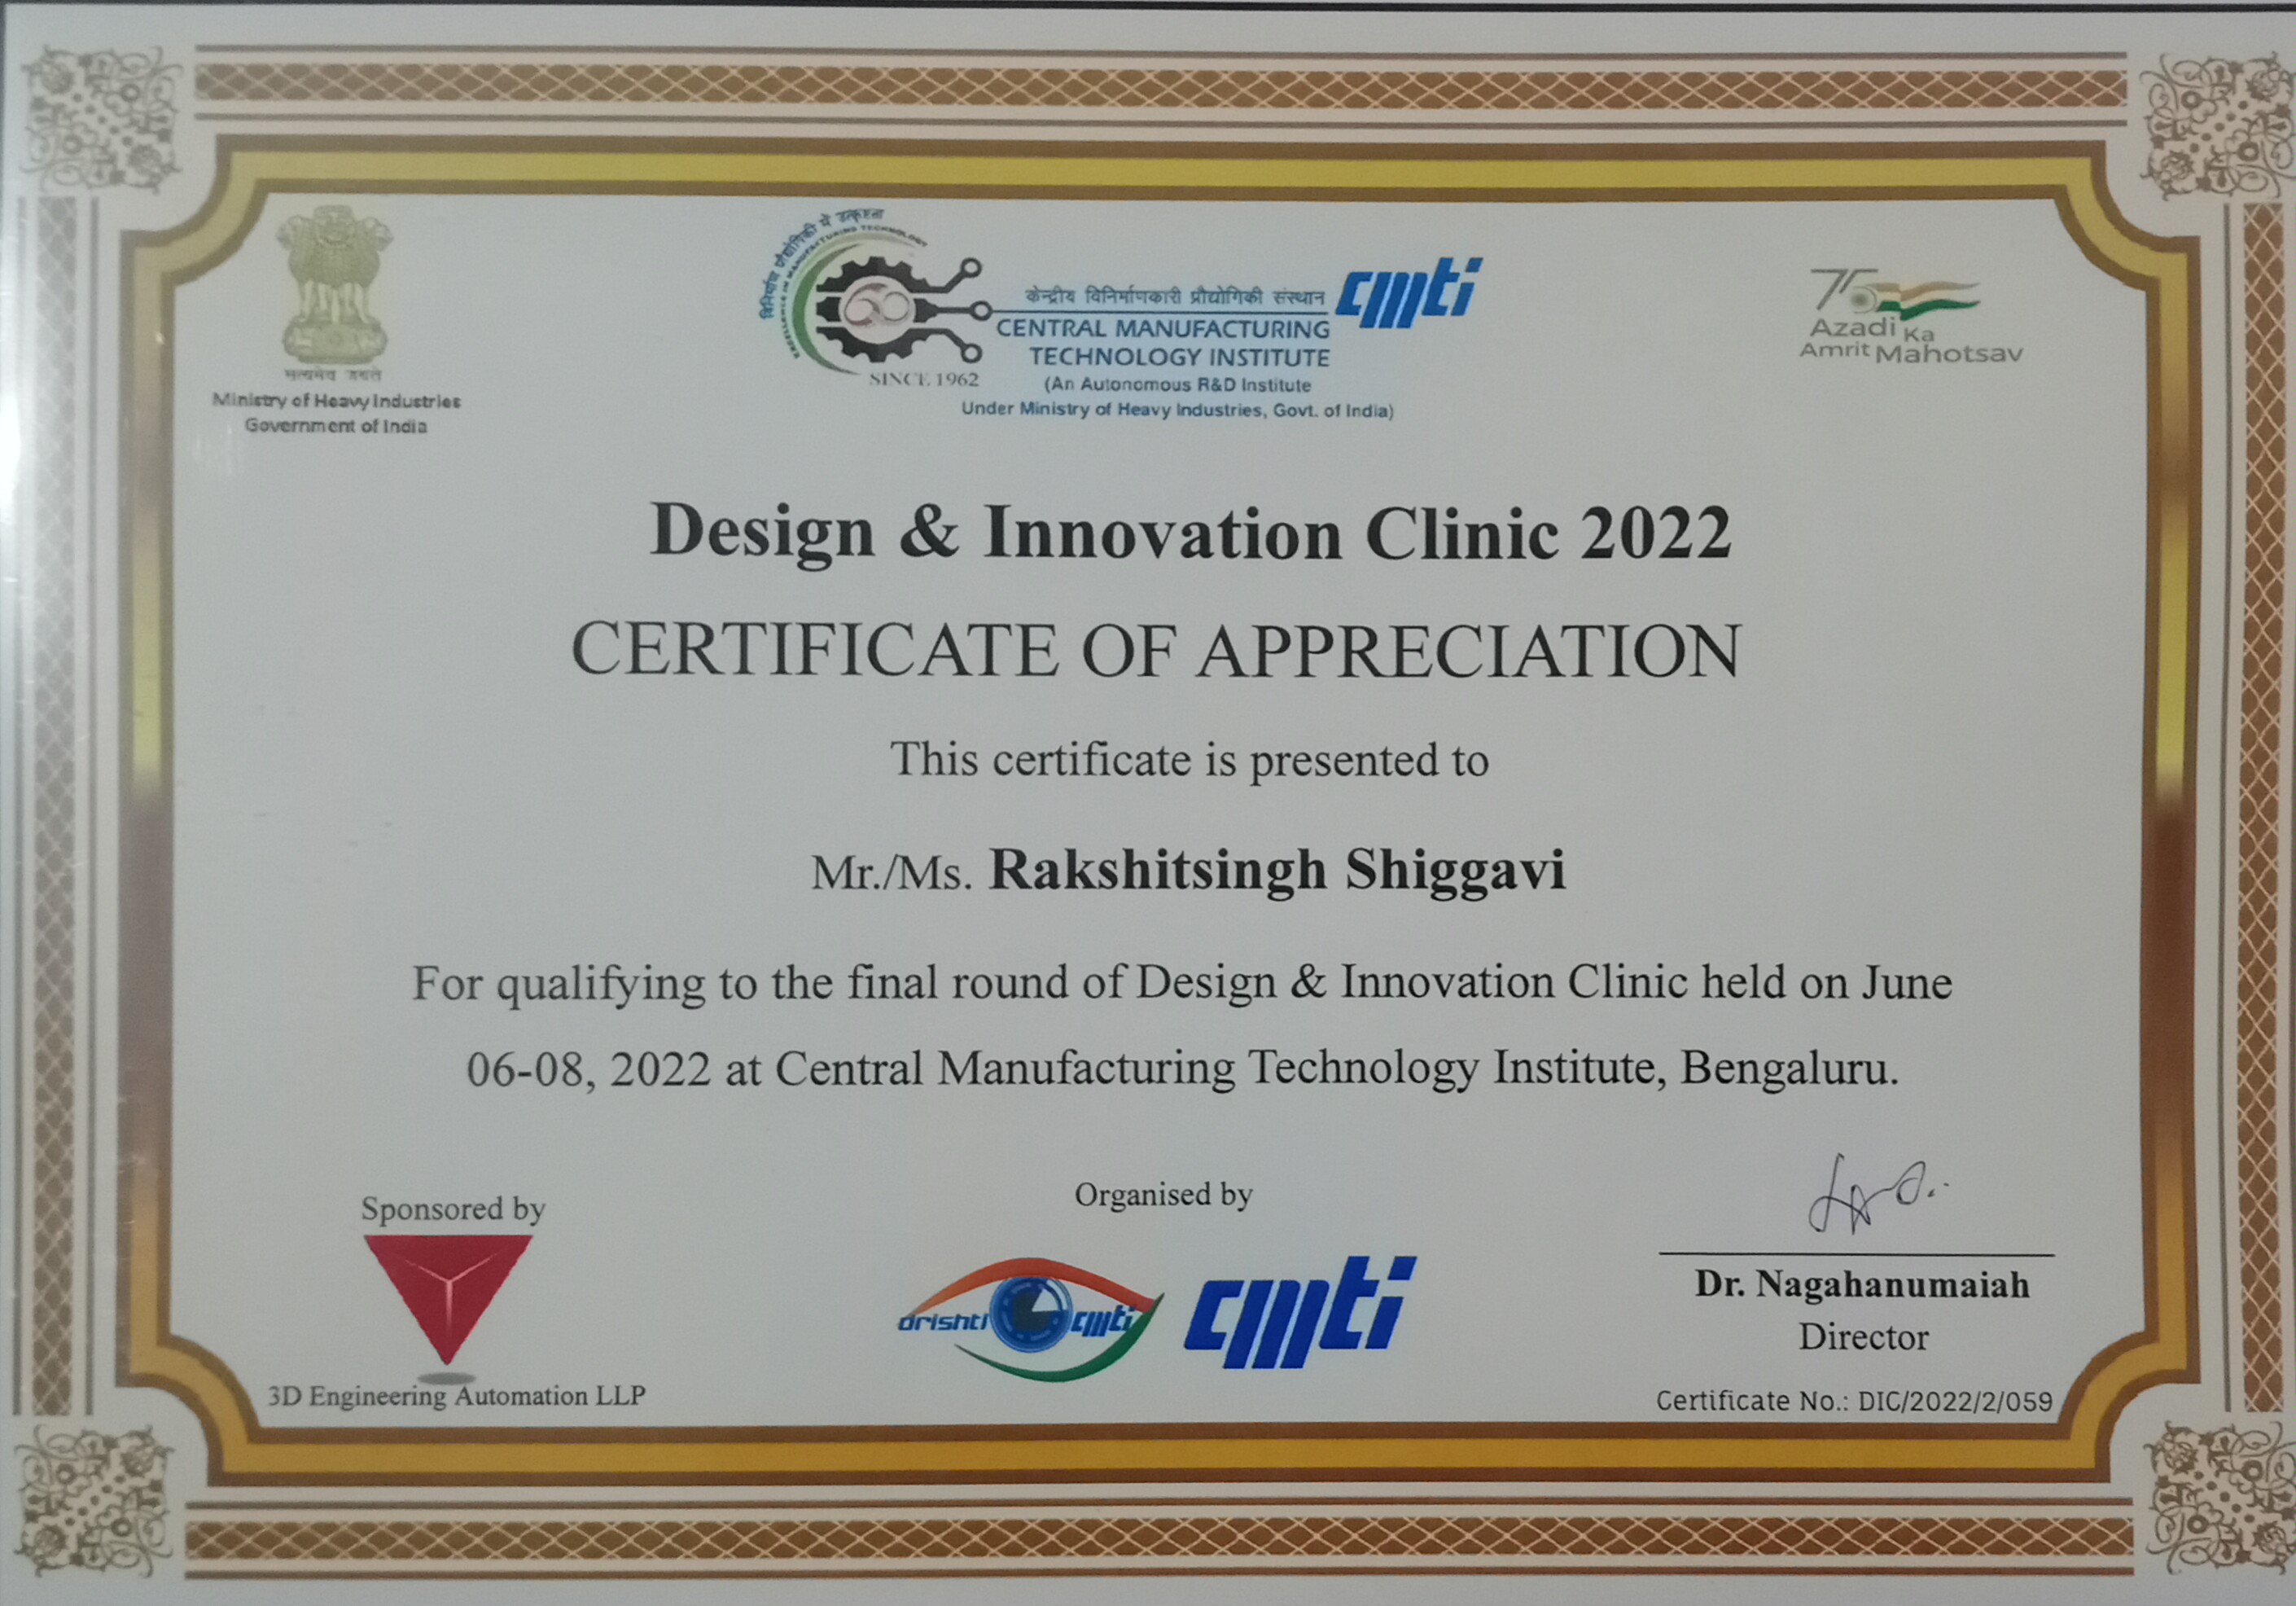 सत्यमेव जयते
Ministry of Heavy Industries
Government of India
विनिर्माण प्रौद्योगिकी में उत्कृष्टता
EXCELLENCE IN MANUFACTURING TECHNOLOGY
60
SINCE 1962
केन्द्रीय विनिर्माणकारी प्रौद्योगिकी संस्थान
CENTRAL MANUFACTURING
TECHNOLOGY INSTITUTE
(An Autonomous R&D Institute
Under Ministry of Heavy Industries, Govt. of India)
cmti
75
Azadi Ka
Amrit Mahotsav
Design & Innovation Clinic 2022
CERTIFICATE OF APPRECIATION
This certificate is presented to
Mr./Ms. Rakshitsingh Shiggavi
For qualifying to the final round of Design & Innovation Clinic held on June
06-08, 2022 at Central Manufacturing Technology Institute, Bengaluru.
Sponsored by
3D Engineering Automation LLP
Organised by
drishti cmti
cmti
Dr. Nagahanumaiah
Director
Certificate No.: DIC/2022/2/059